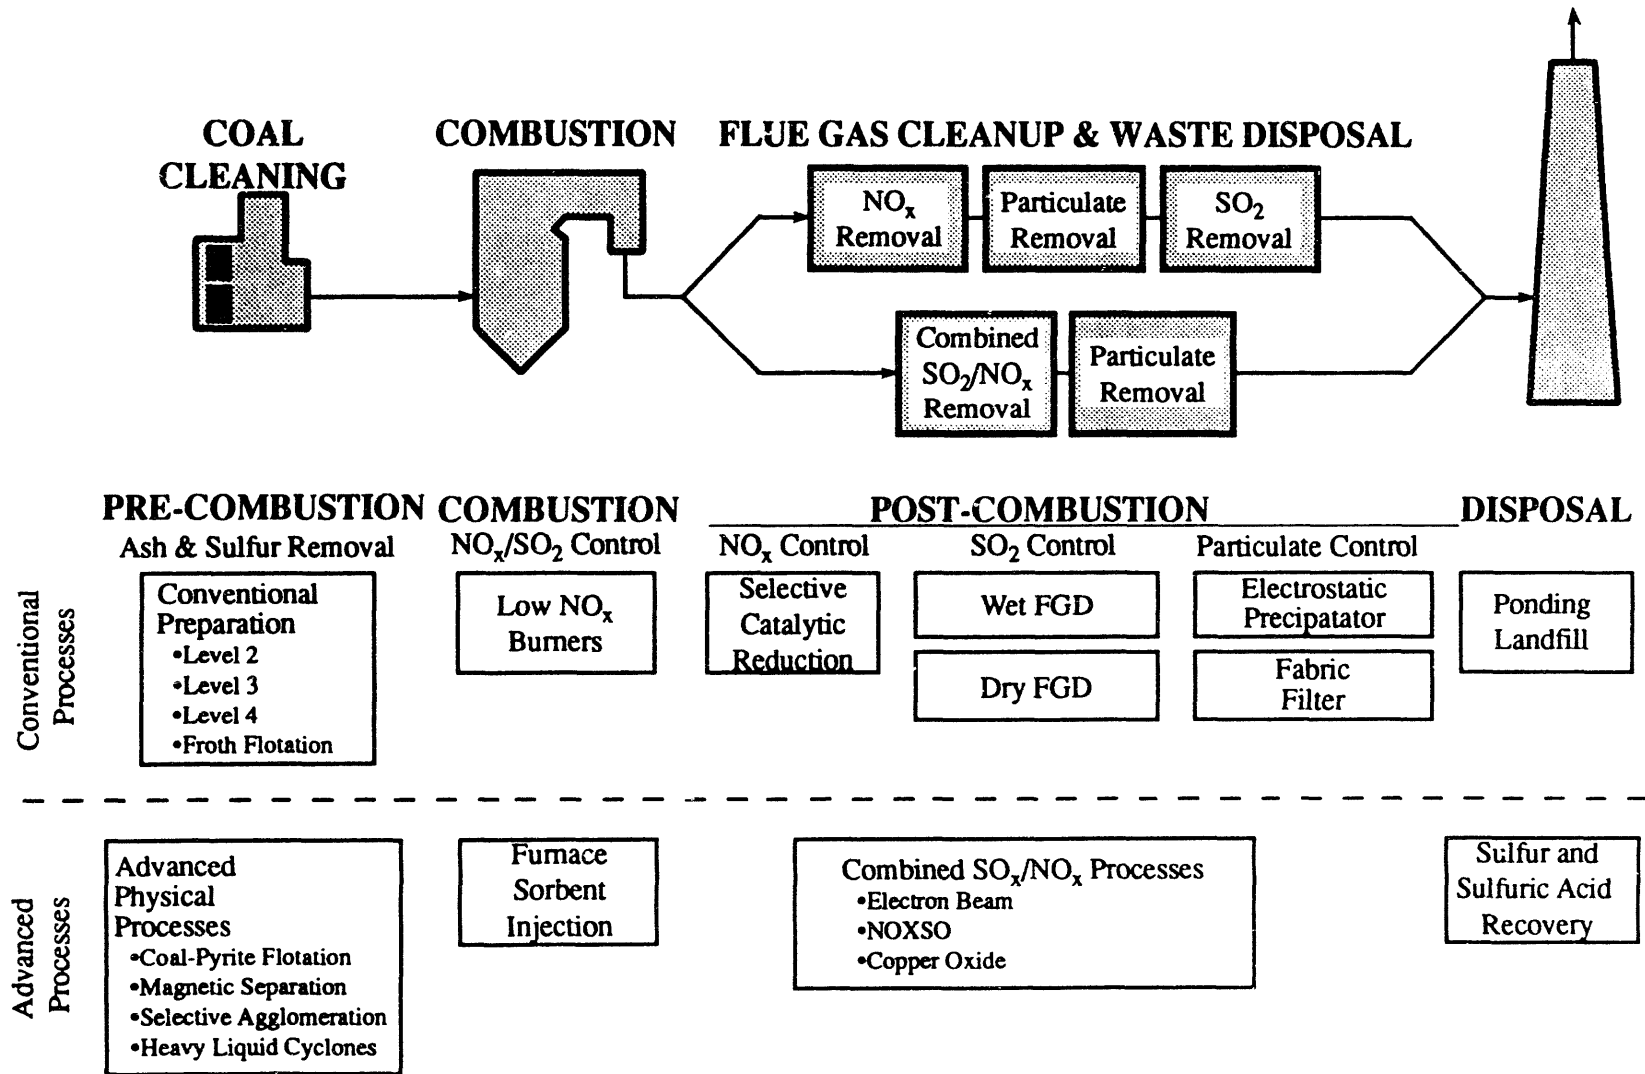 COAL
CLEANING
COMBUSTION
FLUE GAS CLEANUP & WASTE DISPOSAL
NOx
Removal
Particulate
Removal
SO2
Removal
Combined
SO2/NOx
Removal
Particulate
Removal
PRE-COMBUSTION
Ash & Sulfur Removal
COMBUSTION
NOx/SO2 Control
POST-COMBUSTION
NOx Control
SO2 Control
Particulate Control
DISPOSAL
Conventional
Processes
Conventional
Preparation
•Level 2
•Level 3
•Level 4
•Froth Flotation
Low NOx
Burners
Selective
Catalytic
Reduction
Wet FGD
Dry FGD
Electrostatic
Precipatator
Fabric
Filter
Ponding
Landfill
Advanced
Processes
Advanced
Physical
Processes
•Coal-Pyrite Flotation
•Magnetic Separation
•Selective Agglomeration
•Heavy Liquid Cyclones
Furnace
Sorbent
Injection
Combined SOx/NOx Processes
•Electron Beam
•NOXSO
•Copper Oxide
Sulfur and
Sulfuric Acid
Recovery